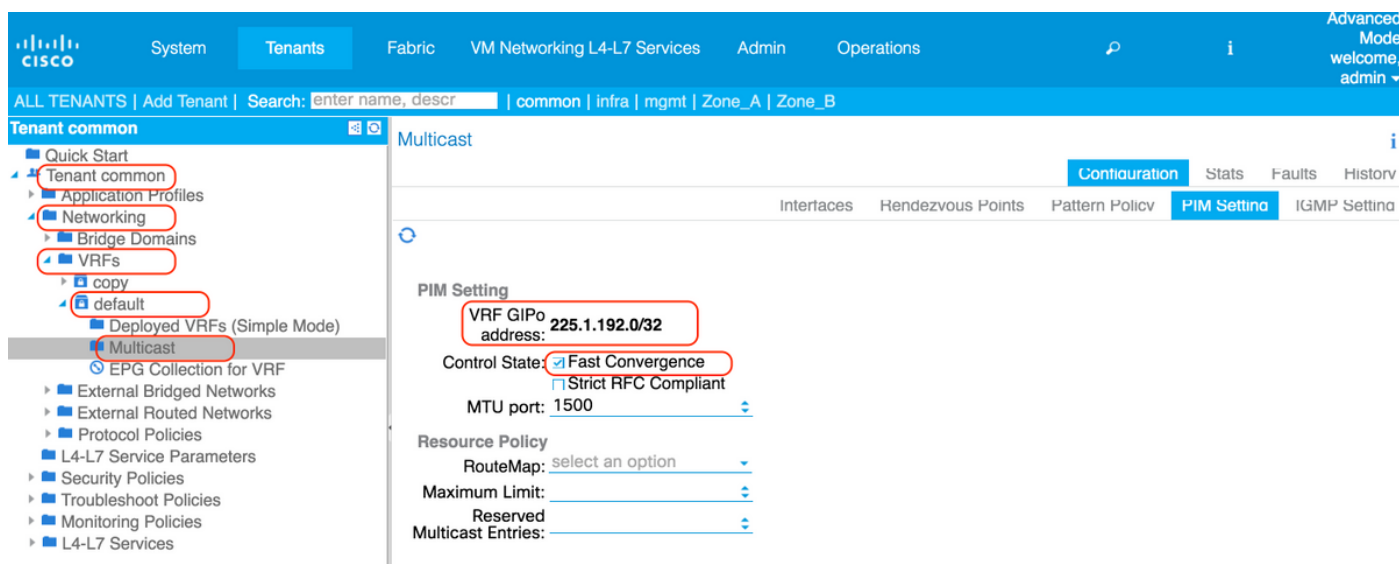 Advanced
Mode
welcome,
admin
CISCO System Tenants Fabric VM Networking L4-L7 Services Admin Operations i
ALL TENANTS | Add Tenant | Search: enter name, descr | common | infra | mgmt | Zone_A | Zone_B
Tenant common
Quick Start
Tenant common
Application Profiles
Networking
Bridge Domains
VRFs
copy
default
Deployed VRFs (Simple Mode)
Multicast
EPG Collection for VRF
External Bridged Networks
External Routed Networks
Protocol Policies
L4-L7 Service Parameters
Security Policies
Troubleshoot Policies
Monitoring Policies
L4-L7 Services
Multicast i
Configuration Stats Faults History
Interfaces Rendezvous Points Pattern Policy PIM Setting IGMP Setting
PIM Setting
VRF GIPo
address: 225.1.192.0/32
Control State: Fast Convergence
Strict RFC Compliant
MTU port: 1500
Resource Policy
RouteMap: select an option
Maximum Limit:
Reserved
Multicast Entries: